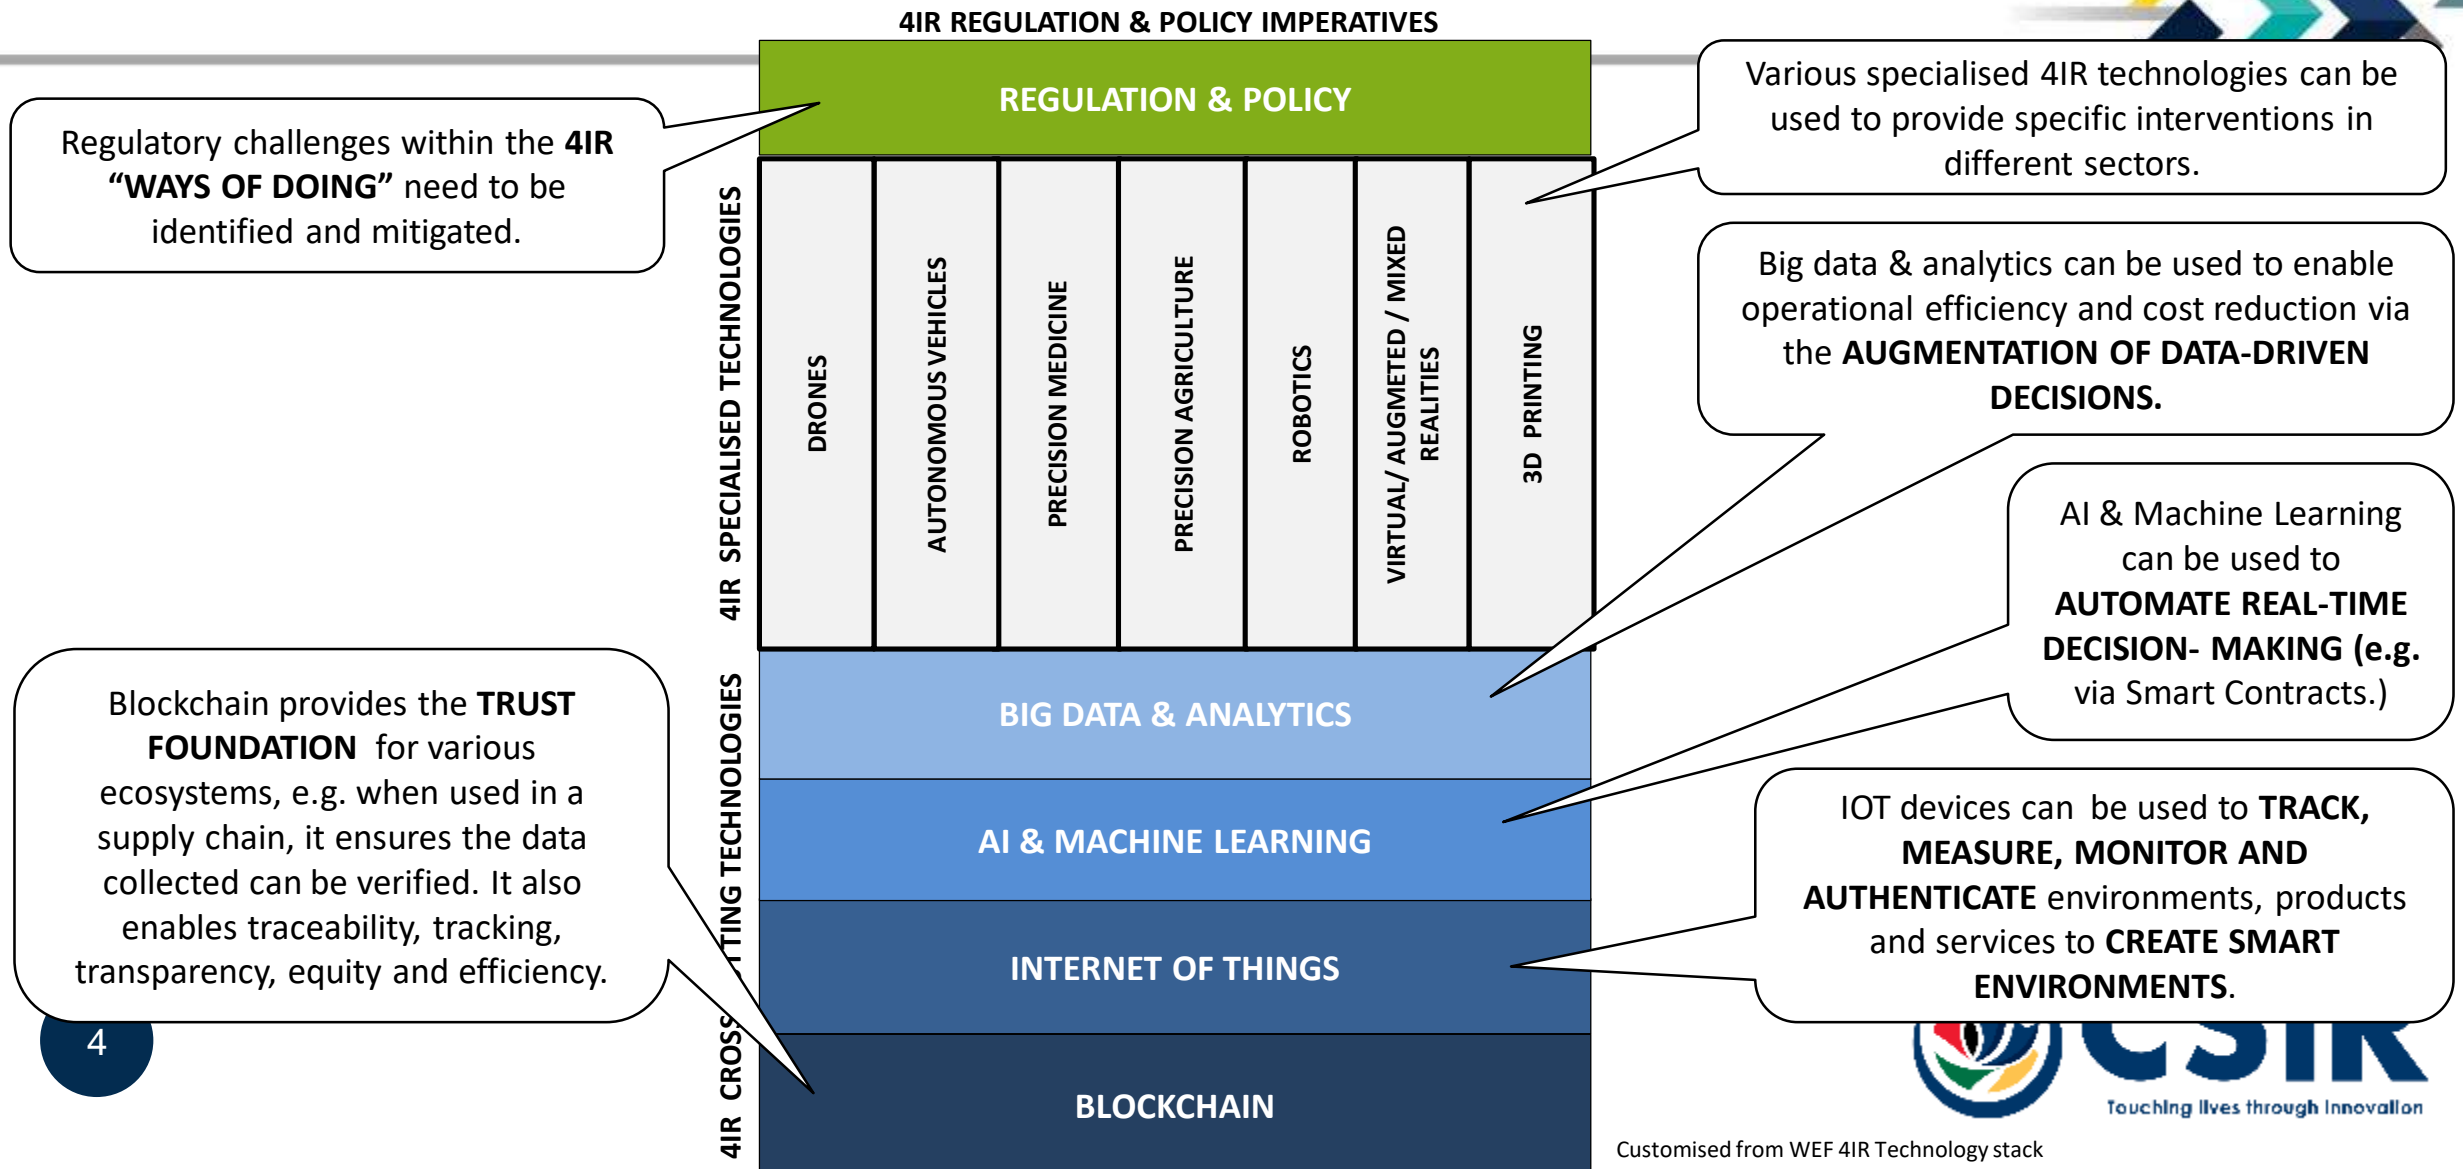 4IR REGULATION & POLICY IMPERATIVES
REGULATION & POLICY
Regulatory challenges within the 4IR
“WAYS OF DOING” need to be
identified and mitigated.
Various specialised 4IR technologies can be
used to provide specific interventions in
different sectors.
4IR SPECIALISED TECHNOLOGIES
DRONES
AUTONOMOUS VEHICLES
PRECISION MEDICINE
PRECISION AGRICULTURE
ROBOTICS
VIRTUAL/ AUGMETED / MIXED
REALITIES
3D PRINTING
Big data & analytics can be used to enable
operational efficiency and cost reduction via
the AUGMENTATION OF DATA-DRIVEN
DECISIONS.
AI & Machine Learning
can be used to
AUTOMATE REAL-TIME
DECISION- MAKING (e.g.
via Smart Contracts.)
4IR CROSS TTING TECHNOLOGIES
BIG DATA & ANALYTICS
AI & MACHINE LEARNING
INTERNET OF THINGS
BLOCKCHAIN
Blockchain provides the TRUST
FOUNDATION for various
ecosystems, e.g. when used in a
supply chain, it ensures the data
collected can be verified. It also
enables traceability, tracking,
transparency, equity and efficiency.
IOT devices can be used to TRACK,
MEASURE, MONITOR AND
AUTHENTICATE environments, products
and services to CREATE SMART
ENVIRONMENTS.
4
CSIR
Touching lives through innovation
Customised from WEF 4IR Technology stack